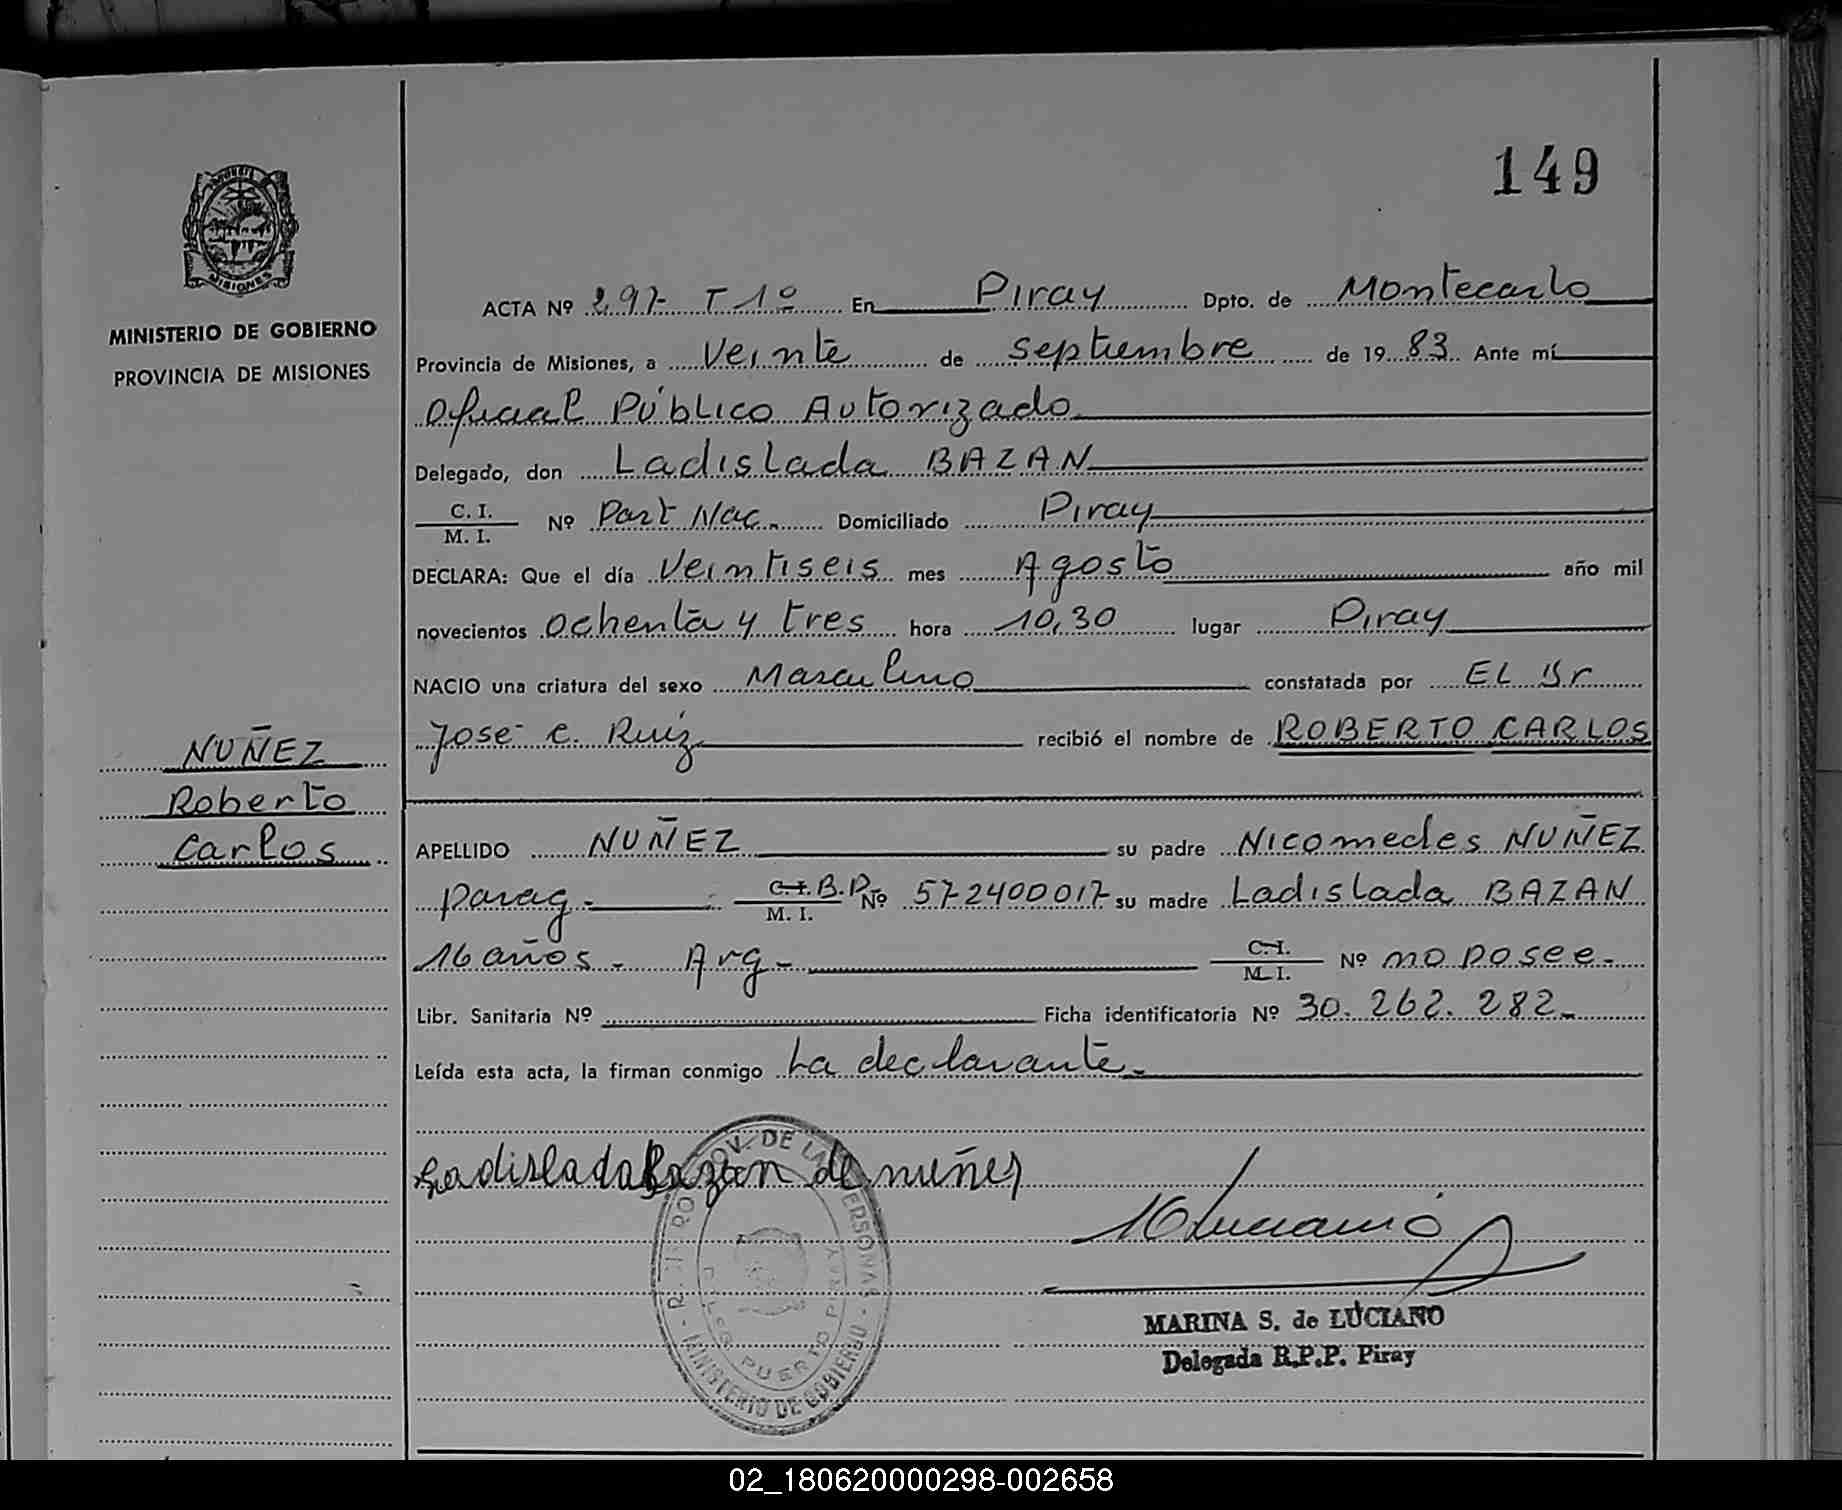 149
MISIONES
MINISTERIO DE GOBIERNO
PROVINCIA DE MISIONES
NUÑEZ
Roberto
Carlos
ACTA Nº 297- T 1º En Piray Dpto. de Montecarlo
Provincia de Misiones, a Veinte de Septiembre de 1983 Ante mí
Oficial Público Autorizado
Delegado, don Ladislada BAZAN
C. I. / M. I. Nº Part Nac. Domiciliado Piray
DECLARA: Que el día Veintiseis mes Agosto año mil
novecientos Ochenta y tres hora 10,30 lugar Piray
NACIO una criatura del sexo Masculino constatada por EL Dr
José C. Ruiz recibió el nombre de ROBERTO CARLOS
APELLIDO NUÑEZ su padre Nicomedes NUÑEZ
Parag- C.I. B.P. / M. I. Nº 572400017 su madre Ladislada BAZAN
16 años - Arg - C.I. / M.I. Nº no posee.
Libr. Sanitaria Nº Ficha identificatoria Nº 30.262.282.-
Leída esta acta, la firman conmigo La declarante.-
Ladislada Bazan de nuñes
MARINA S. de LUCIANO
Delegada R.P.P. Piray
MINISTERIO DE GOBIERNO
02_180620000298-002658